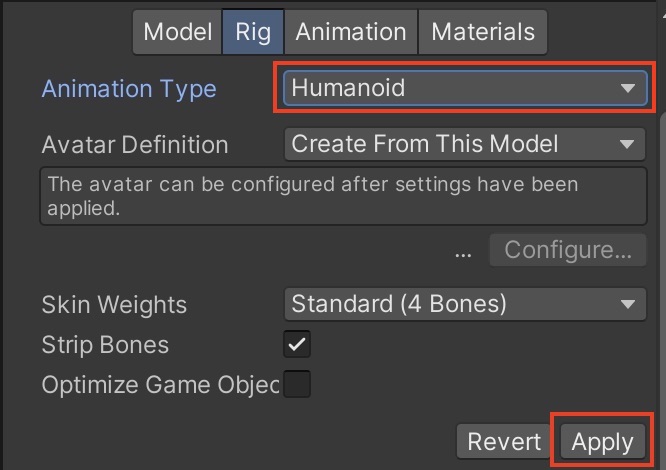 Model Rig Animation Materials
Animation Type Humanoid
Avatar Definition Create From This Model
The avatar can be configured after settings have been
applied.
... Configure...
Skin Weights Standard (4 Bones)
Strip Bones
Optimize Game Objec
Revert Apply